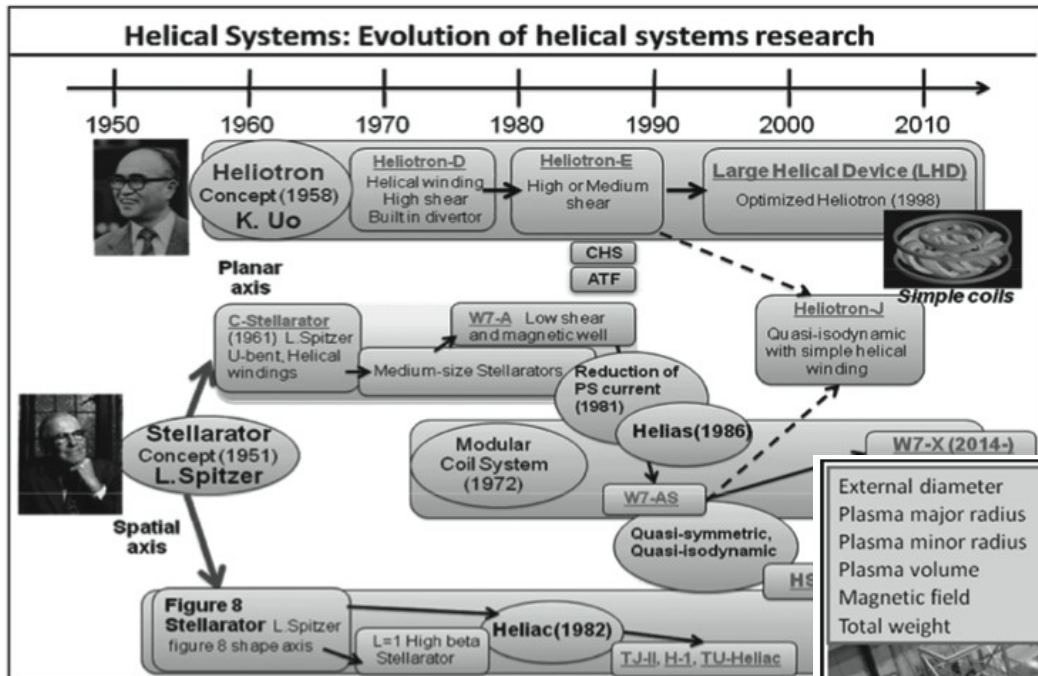 Helical Systems: Evolution of helical systems research
1950 1960 1970 1980 1990 2000 2010
Heliotron
Concept (1958)
K. Uo
Heliotron-D
Helical winding
High shear
Built in divertor
Heliotron-E
High or Medium
shear
Large Helical Device (LHD)
Optimized Heliotron (1998)
Simple coils
CHS
ATF
Planar
axis
C-Stellarator
(1961) L.Spitzer
U-bent, Helical
windings
W7-A Low shear
and magnetic well
Medium-size Stellarators
Heliotron-J
Quasi-isodynamic
with simple helical
winding
Reduction of
PS current
(1981)
Helias(1986)
Stellarator
Concept (1951)
L.Spitzer
Modular
Coil System
(1972)
W7-X (2014-)
W7-AS
Quasi-symmetric,
Quasi-isodynamic
HS
Spatial
axis
Figure 8
Stellarator L.Spitzer
figure 8 shape axis
L=1 High beta
Stellarator
Heliac(1982)
TJ-II, H-1, TU-Heliac
External diameter
Plasma major radius
Plasma minor radius
Plasma volume
Magnetic field
Total weight